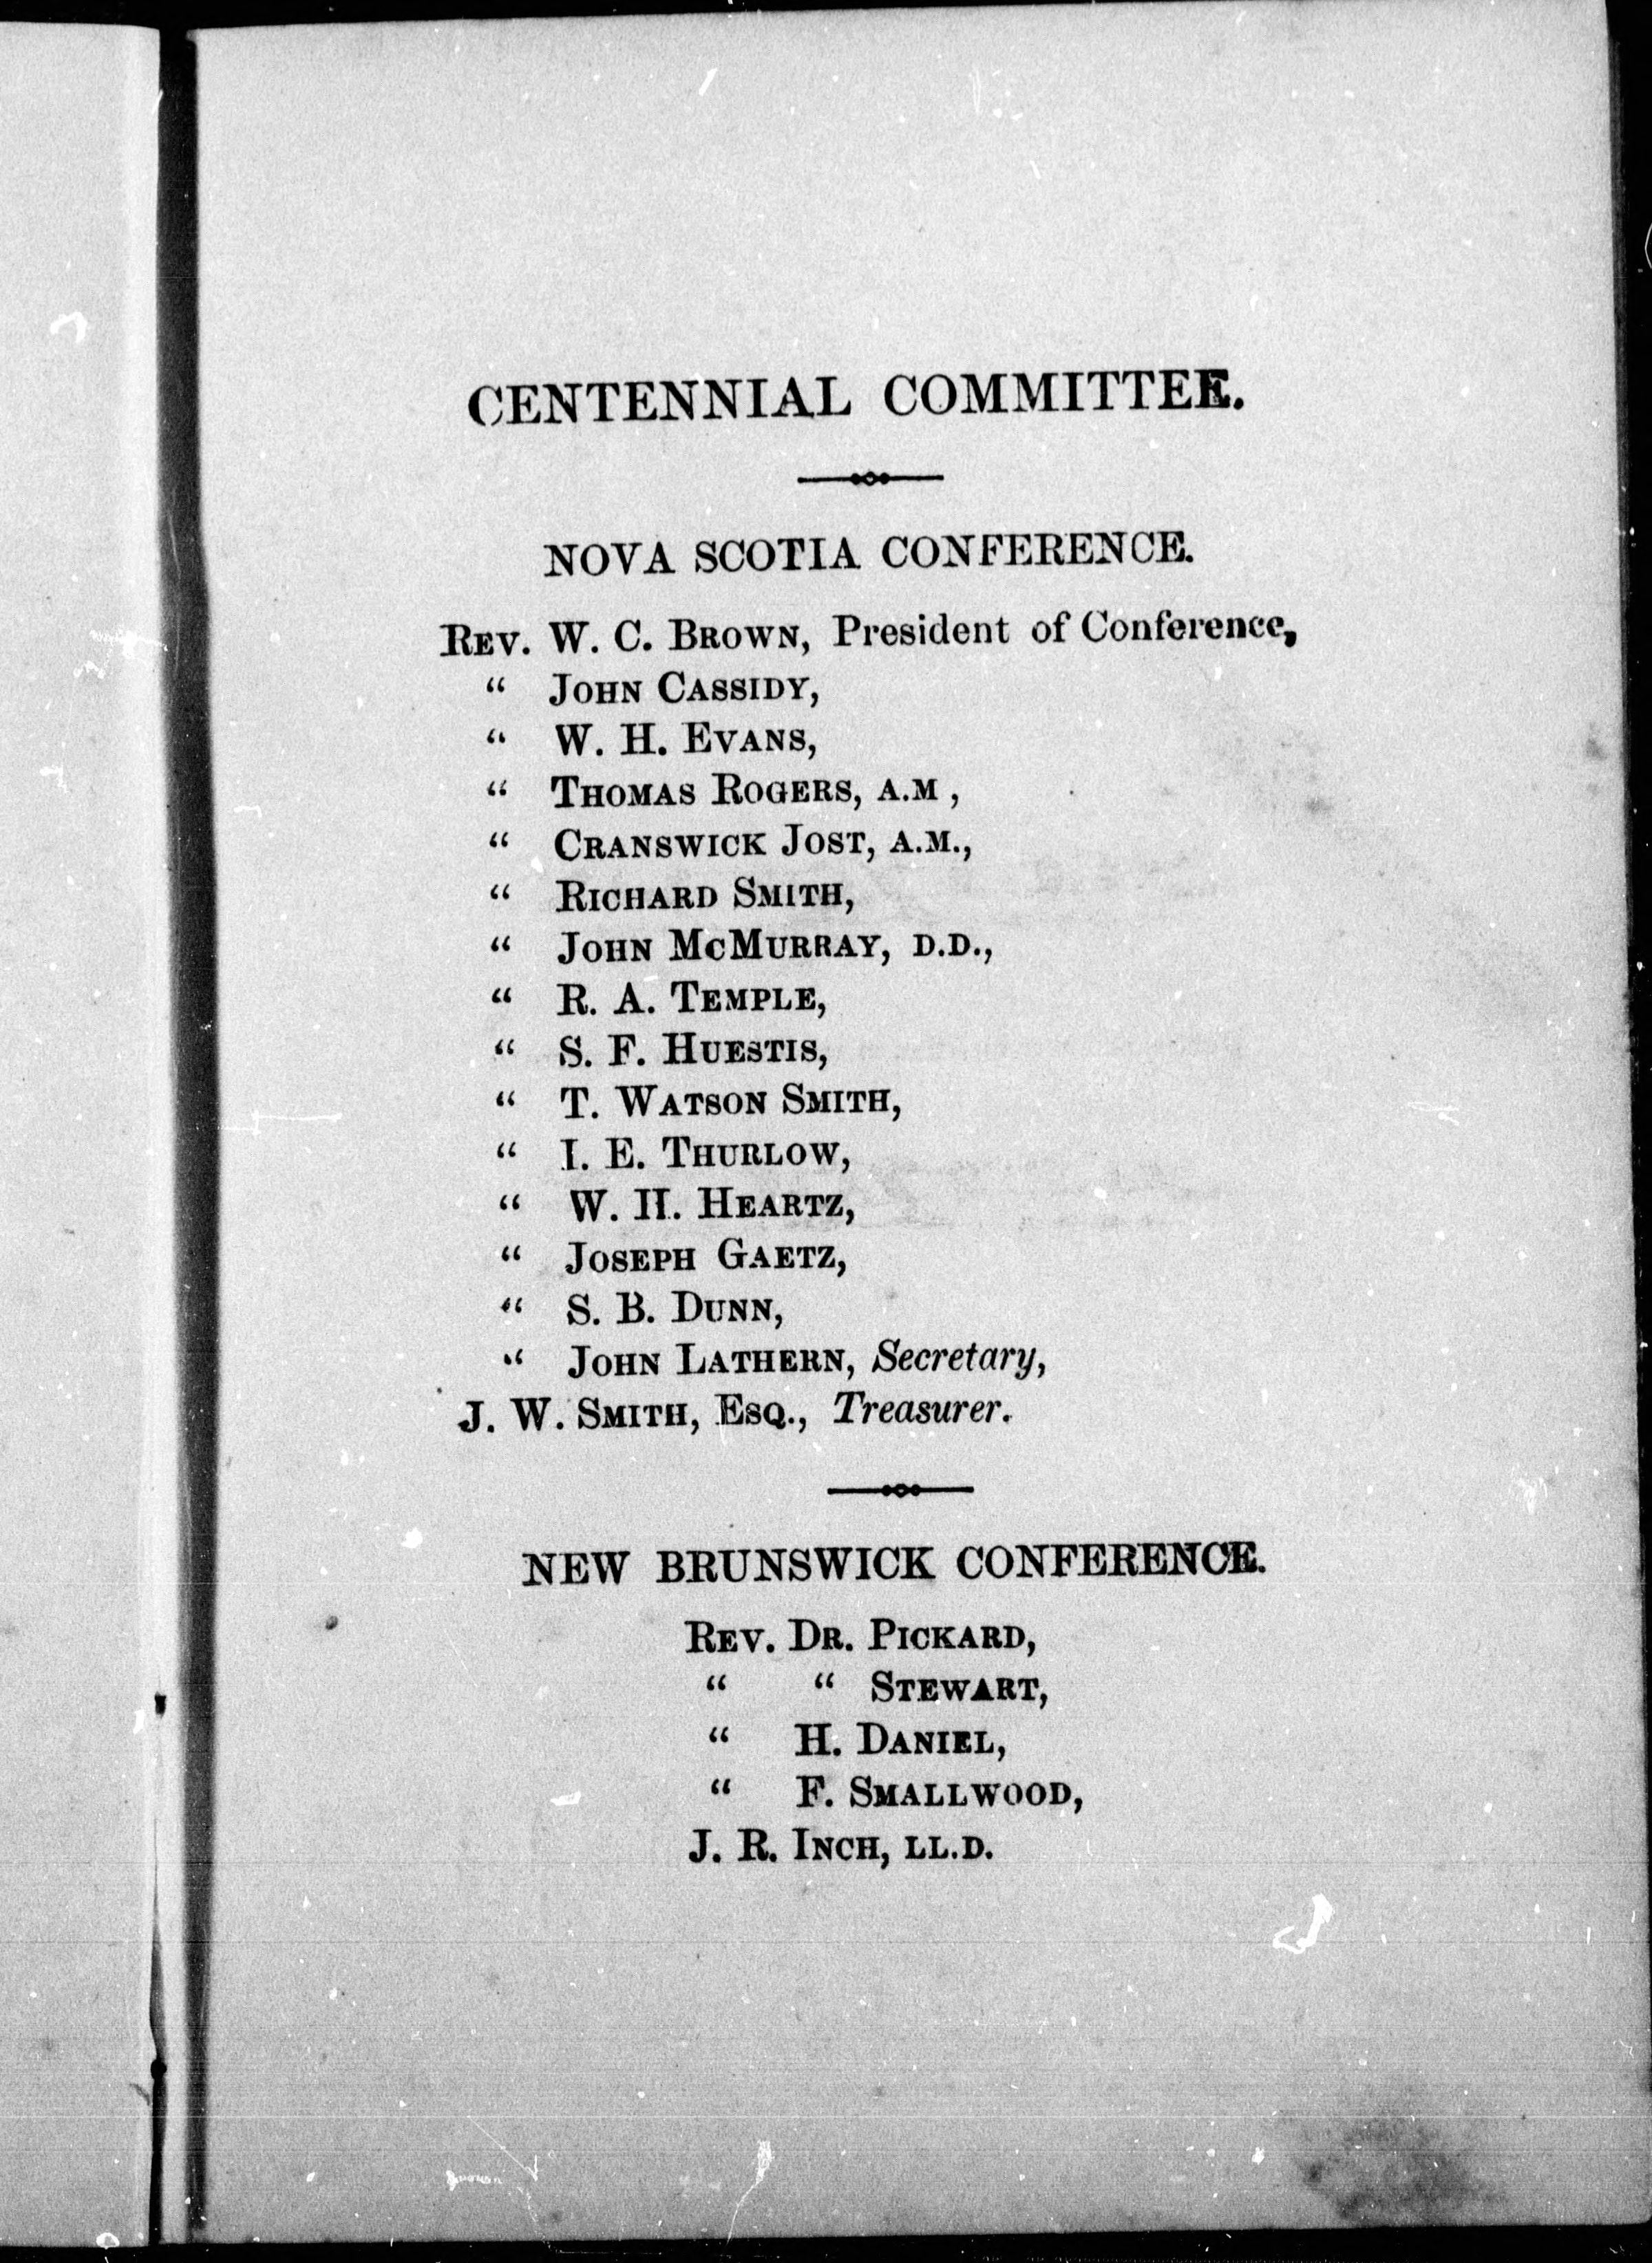 CENTENNIAL COMMITTEE.
NOVA SCOTIA CONFERENCE.
REV. W. C. BROWN, President of Conference,
“ JOHN CASSIDY,
“ W. H. EVANS,
“ THOMAS ROGERS, A.M ,
“ CRANSWICK JOST, A.M.,
“ RICHARD SMITH,
“ JOHN MCMURRAY, D.D.,
“ R. A. TEMPLE,
“ S. F. HUESTIS,
“ T. WATSON SMITH,
“ I. E. THURLOW,
“ W. H. HEARTZ,
“ JOSEPH GAETZ,
“ S. B. DUNN,
“ JOHN LATHERN, Secretary,
J. W. SMITH, ESQ., Treasurer.
NEW BRUNSWICK CONFERENCE.
REV. DR. PICKARD,
“ “ STEWART,
“ H. DANIEL,
“ F. SMALLWOOD,
J. R. INCH, LL.D.